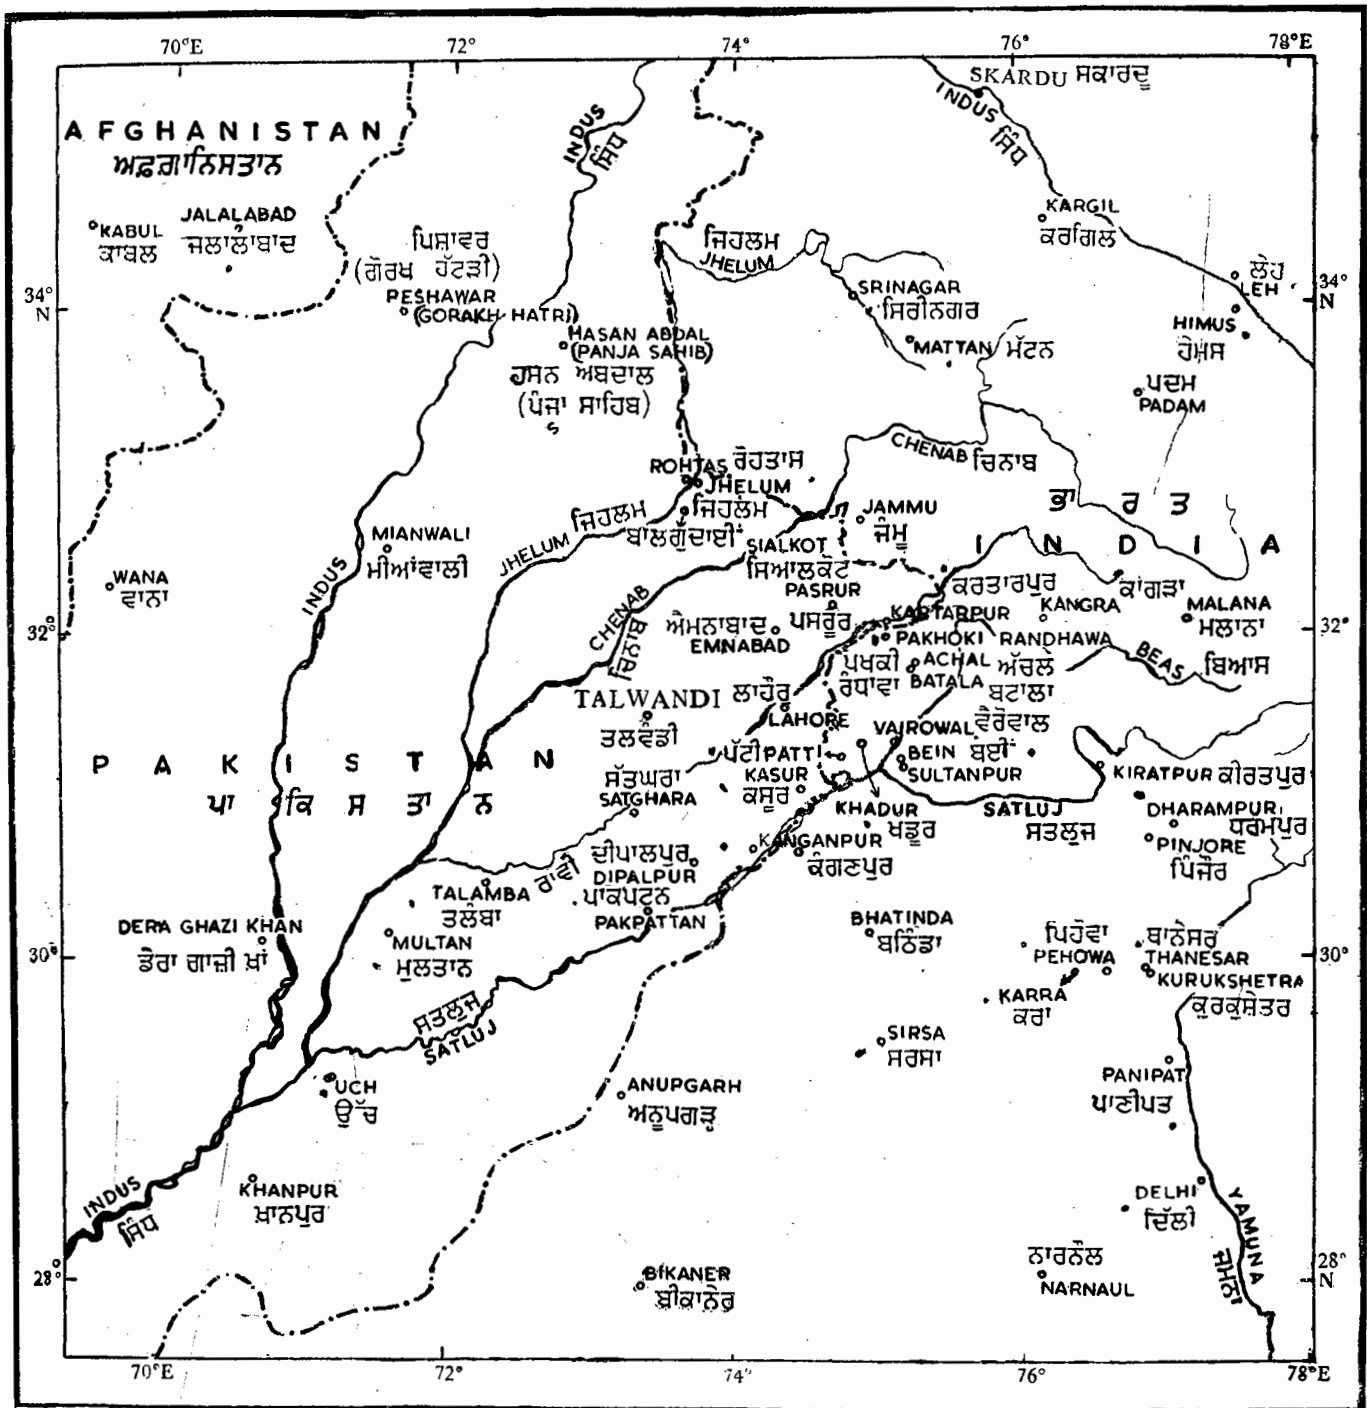 70°E
72°
74°
76°
78°E
SKARDU ਸਕਾਰਦੂ
INDUS
ਸਿੰਧ
INDUS
ਸਿੰਧ
AFGHANISTAN
ਅਫ਼ਗ਼ਾਨਿਸਤਾਨ
KABUL
ਕਾਬਲ
JALALABAD
ਜਲਾਲਾਬਾਦ
ਪਿਸ਼ਾਵਰ
(ਗੋਰਖ ਹੱਟੜੀ)
PESHAWAR
(GORAKH HATRI)
HASAN ABDAL
(PANJA SAHIB)
ਹਸਨ ਅਬਦਾਲ
(ਪੰਜਾ ਸਾਹਿਬ)
ਜਿਹਲਮ
JHELUM
SRINAGAR
ਸਿਰੀਨਗਰ
MATTAN ਮੱਟਨ
KARGIL
ਕਰਗਿਲ
ਲੇਹ
LEH
HIMUS
ਹੇਮਸ
ਪਦਮ
PADAM
34°
N
34°
N
CHENAB ਚਿਨਾਬ
ROHTAS ਰੋਹਤਾਸ
JHELUM
ਜਿਹਲਮ
ਬਾਲਗੁੰਦਾਈਂ
JHELUM ਜਿਹਲਮ
MIANWALI
ਮੀਆਂਵਾਲੀ
INDUS
WANA
ਵਾਨਾ
JAMMU
ਜੰਮੂ
ਭਾਰਤ
INDIA
SIALKOT
ਸਿਆਲਕੋਟ
PASRUR
ਪਸਰੂਰ
ਕਰਤਾਰਪੁਰ
KARTARPUR
ਕਾਂਗੜਾ
KANGRA
MALANA
ਮਲਾਨਾ
CHENAB
ਚਿਨਾਬ
ਐਮਨਾਬਾਦ
EMNABAD
PAKHOKI RANDHAWA
ਪਖਕੀ
ਰੰਧਾਵਾ
ACHAL ਅੱਚਲ
BATALA ਬਟਾਲਾ
BEAS ਬਿਆਸ
32°
32°
TALWANDI
ਤਲਵੰਡੀ
ਲਾਹੌਰ
LAHORE
VAIROWAL ਵੈਰੋਵਾਲ
BEIN ਬਈਂ
SULTANPUR
ਪੱਟੀ PATTI
KASUR
ਕਸੂਰ
KHADUR
ਖਡੂਰ
SATLUJ
ਸਤਲੁਜ
KIRATPUR ਕੀਰਤਪੁਰ
DHARAMPUR
ਧਰਮਪੁਰ
PINJORE
ਪਿੰਜੌਰ
PAKISTAN
ਪਾਕਿਸਤਾਨ
ਸੱਤਘਰਾ
SATGHARA
KANGANPUR
ਕੰਗਣਪੁਰ
ਦੀਪਾਲਪੁਰ
DIPALPUR
ਪਾਕਪਟਨ
PAKPATTAN
ਰਾਵੀ
TALAMBA
ਤਲੰਬਾ
MULTAN
ਮੁਲਤਾਨ
DERA GHAZI KHAN
ਡੇਰਾ ਗਾਜ਼ੀ ਖ਼ਾਂ
BHATINDA
ਬਠਿੰਡਾ
ਪਿਹੋਵਾ
PEHOWA
ਥਾਨੇਸਰ
THANESAR
KURUKSHETRA
ਕੁਰਕੁਸ਼ੇਤਰ
KARRA
ਕਰਾ
30°
30°
ਸਤਲੁਜ
SATLUJ
SIRSA
ਸਰਸਾ
UCH
ਉੱਚ
ANUPGARH
ਅਨੂਪਗੜ੍ਹ
PANIPAT
ਪਾਣੀਪਤ
INDUS
ਸਿੰਧ
KHANPUR
ਖ਼ਾਨਪੁਰ
DELHI
ਦਿੱਲੀ
YAMUNA
ਜਮਨਾ
BIKANER
ਬੀਕਾਨੇਰ
ਨਾਰਨੌਲ
NARNAUL
28°
28°
N
70°E
72°
74°
76°
78°E